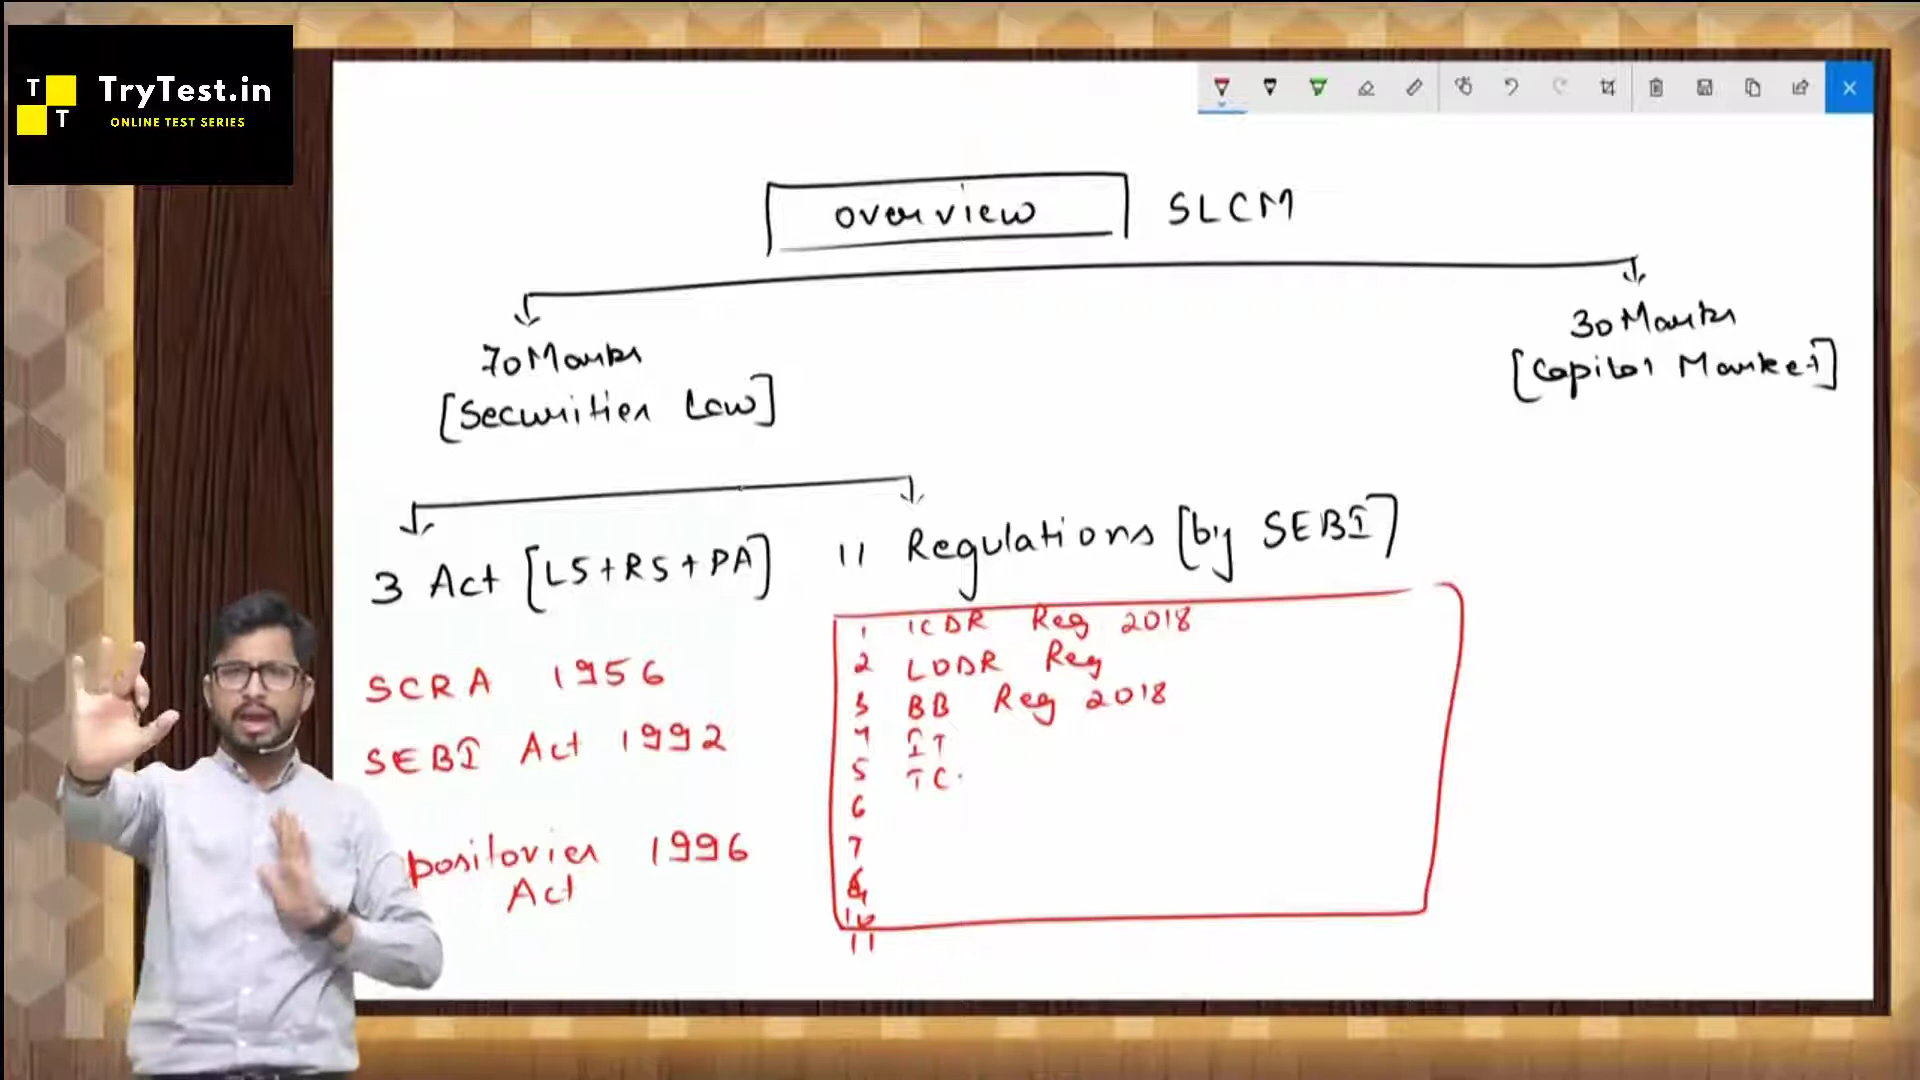 T
TryTest.in
T
ONLINE TEST SERIES
overview SLCM
70 Marks
[Securities Law]
30 Marks
[Capital Market]
3 Act [LS+RS+PA]
11 Regulations [by SEBI]
SCRA 1956
SEBI Act 1992
positories 1996
Act
1 ICDR Reg 2018
2 LODR Reg
3 BB Reg 2018
4 IT
5 TC.
6
7
10
11